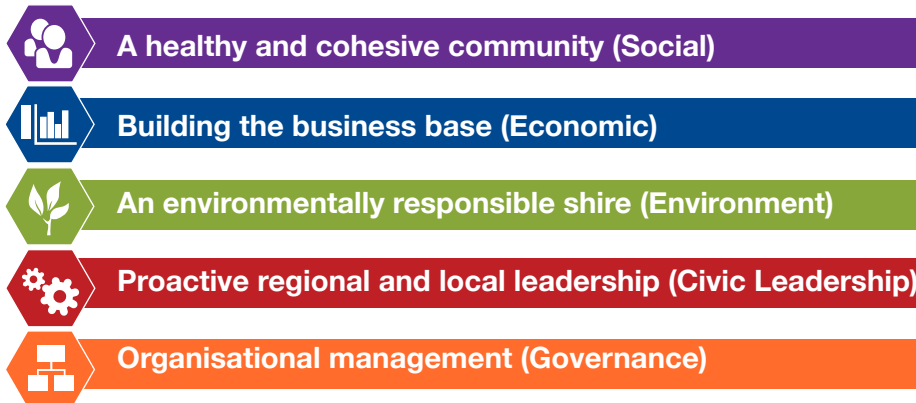 A healthy and cohesive community (Social)
Building the business base (Economic)
An environmentally responsible shire (Environment)
Proactive regional and local leadership (Civic Leadership)
Organisational management (Governance)